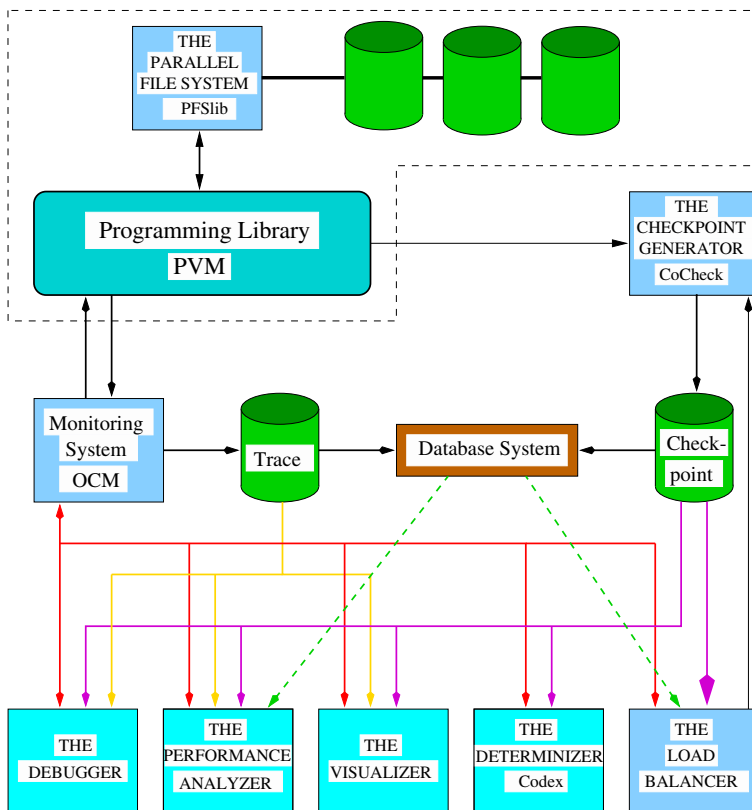 THE
PARALLEL
FILE SYSTEM
PFSlib
Programming Library
PVM
THE
CHECKPOINT
GENERATOR
CoCheck
Monitoring
System
OCM
Trace
Database System
Check-
point
THE
DEBUGGER
THE
PERFORMANCE
ANALYZER
THE
VISUALIZER
THE
DETERMINIZER
Codex
THE
LOAD
BALANCER